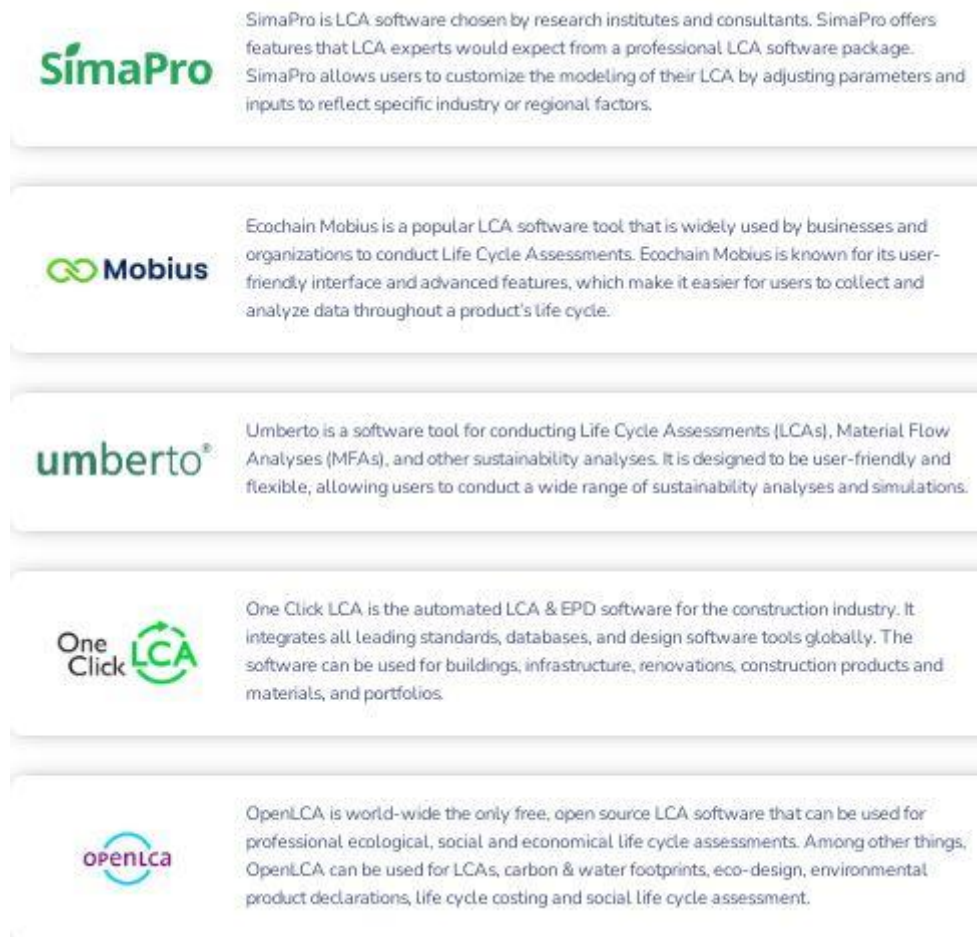 SimaPro
SimaPro is LCA software chosen by research institutes and consultants. SimaPro offers
features that LCA experts would expect from a professional LCA software package.
SimaPro allows users to customize the modeling of their LCA by adjusting parameters and
inputs to reflect specific industry or regional factors.
Mobius
Ecochain Mobius is a popular LCA software tool that is widely used by businesses and
organizations to conduct Life Cycle Assessments. Ecochain Mobius is known for its user-
friendly interface and advanced features, which make it easier for users to collect and
analyze data throughout a product's life cycle.
umberto®
Umberto is a software tool for conducting Life Cycle Assessments (LCAs), Material Flow
Analyses (MFAs), and other sustainability analyses. It is designed to be user-friendly and
flexible, allowing users to conduct a wide range of sustainability analyses and simulations.
One
Click LCA
One Click LCA is the automated LCA & EPD software for the construction industry. It
integrates all leading standards, databases, and design software tools globally. The
software can be used for buildings, infrastructure, renovations, construction products and
materials, and portfolios.
openLca
OpenLCA is world-wide the only free, open source LCA software that can be used for
professional ecological, social and economical life cycle assessments. Among other things,
OpenLCA can be used for LCAs, carbon & water footprints, eco-design, environmental
product declarations, life cycle costing and social life cycle assessment.